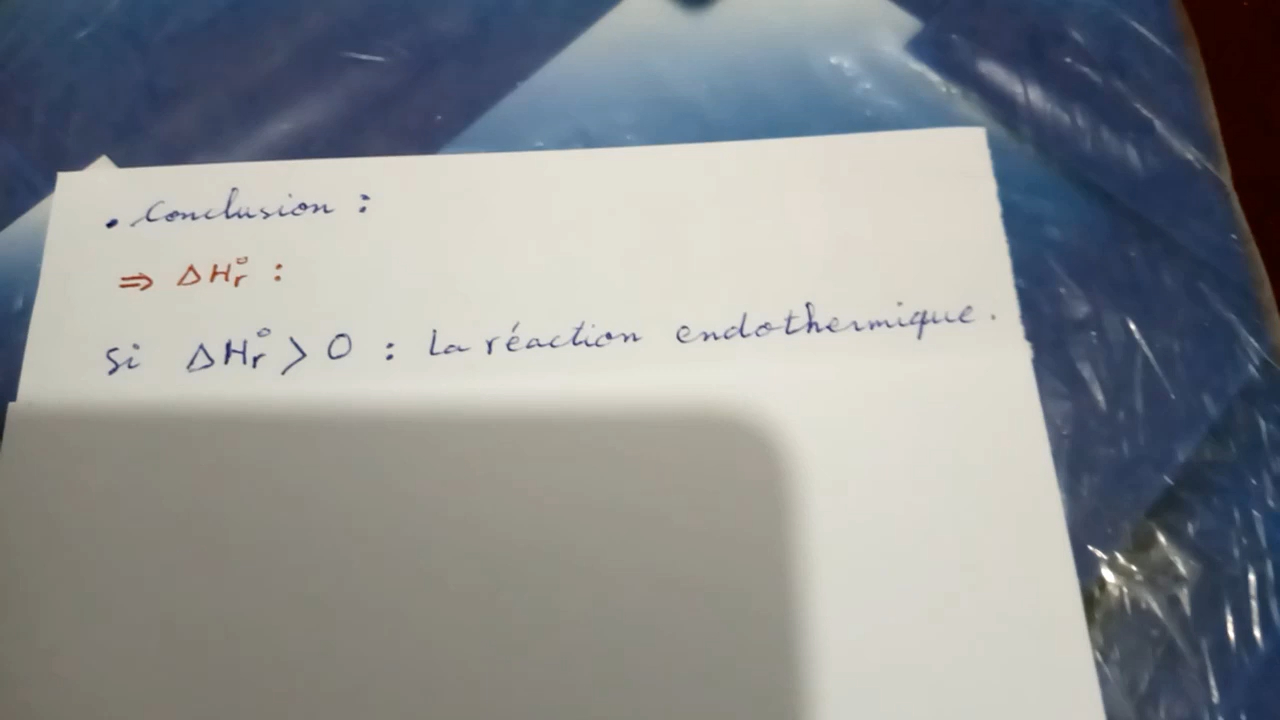 • Conclusion :
⇒ ΔH°r :
Si ΔH°r > 0 : La réaction endothermique.